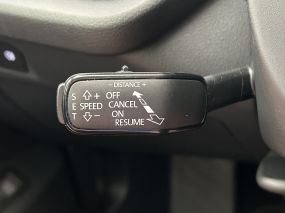 - DISTANCE +
S ⇧ + OFF
E SPEED CANCEL
ON
T ⇩ − RESUME